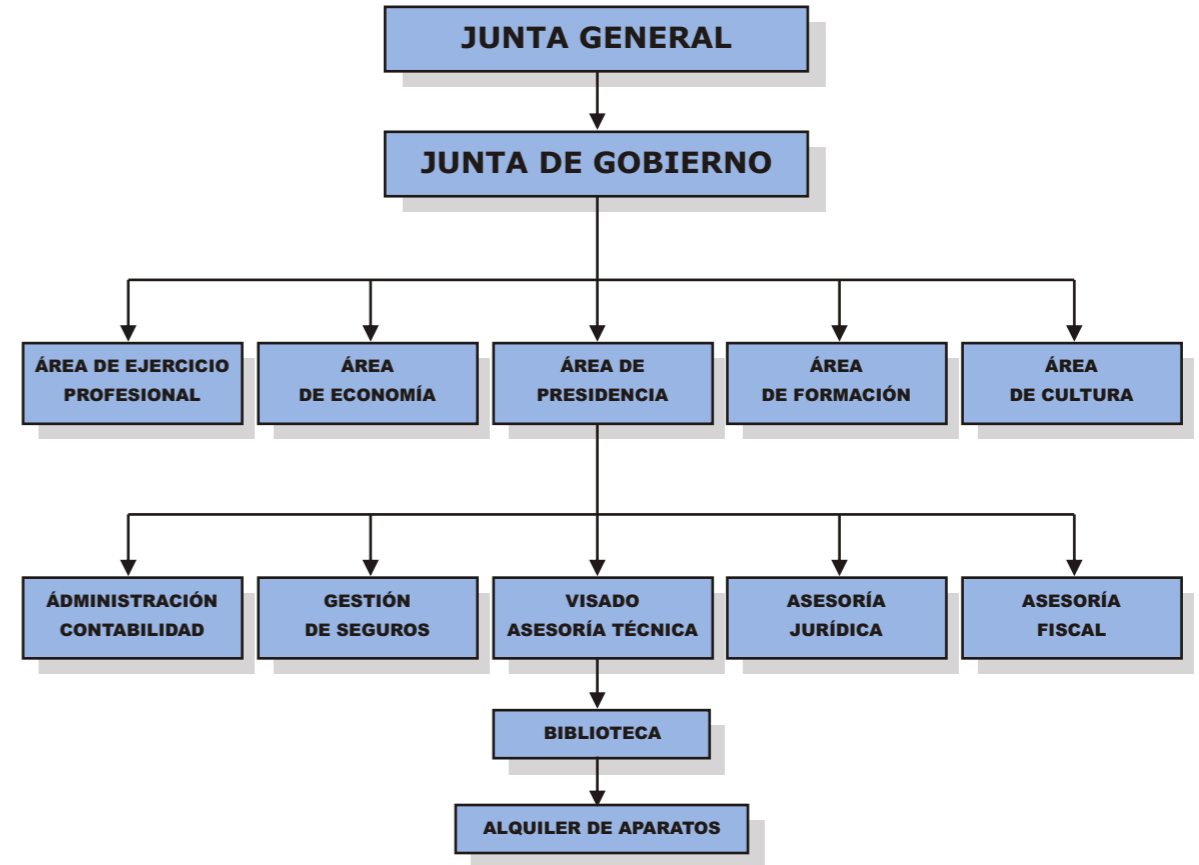 JUNTA GENERAL
JUNTA DE GOBIERNO
ÁREA DE EJERCICIO
PROFESIONAL
ÁREA
DE ECONOMÍA
ÁREA DE
PRESIDENCIA
ÁREA
DE FORMACIÓN
ÁREA
DE CULTURA
ÁDMINISTRACIÓN
CONTABILIDAD
GESTIÓN
DE SEGUROS
VISADO
ASESORÍA TÉCNICA
ASESORÍA
JURÍDICA
ASESORÍA
FISCAL
BIBLIOTECA
ALQUILER DE APARATOS